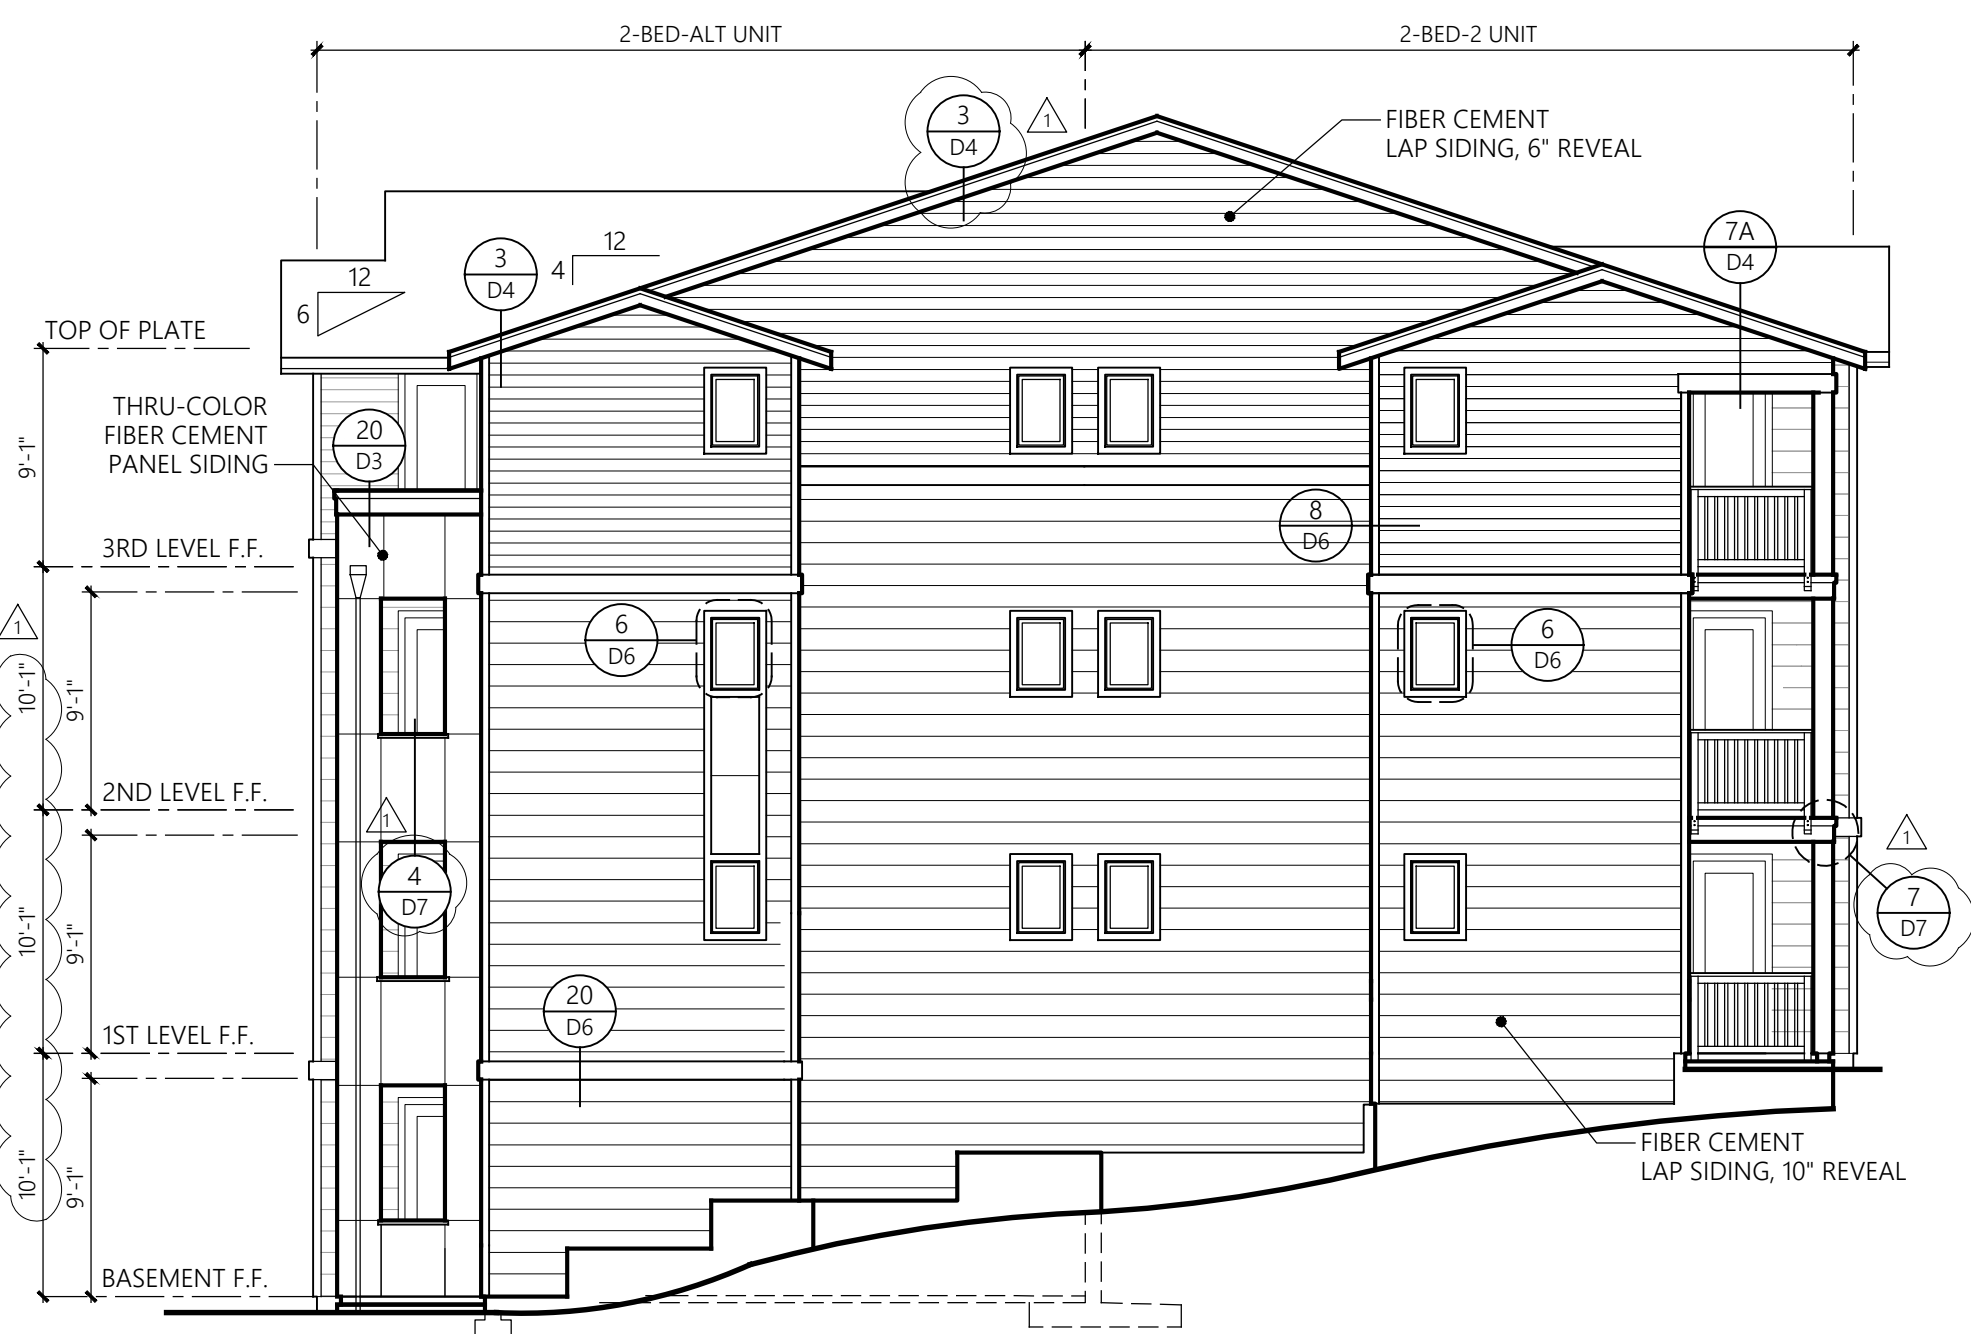 2-BED-ALT UNIT
2-BED-2 UNIT
3
D4
1
FIBER CEMENT
LAP SIDING, 6" REVEAL
7A
D4
12
4
3
D4
12
6
TOP OF PLATE
THRU-COLOR
FIBER CEMENT
PANEL SIDING
20
D3
9'-1"
8
D6
3RD LEVEL F.F.
1
6
D6
6
D6
10'-1"
9'-1"
2ND LEVEL F.F.
1
1
4
D7
7
D7
10'-1"
9'-1"
20
D6
1ST LEVEL F.F.
FIBER CEMENT
LAP SIDING, 10" REVEAL
10'-1"
9'-1"
BASEMENT F.F.